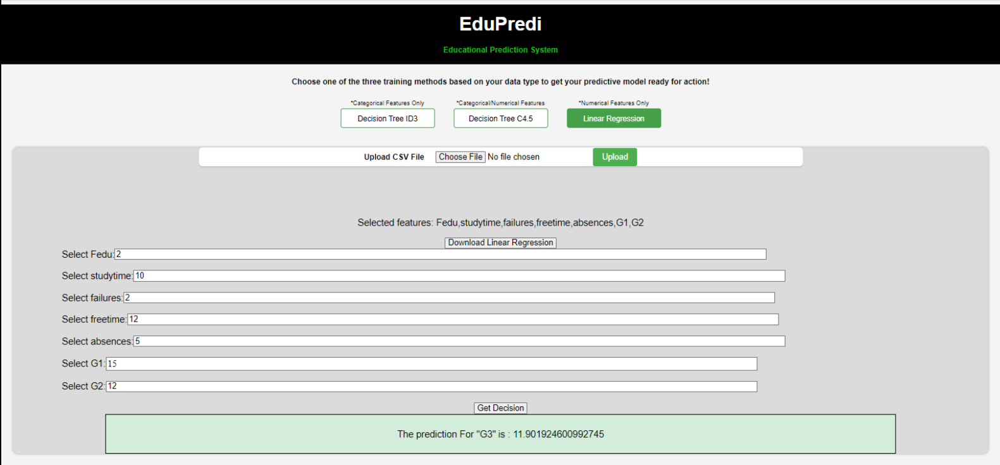 EduPredi
Educational Prediction System
Choose one of the three training methods based on your data type to get your predictive model ready for action!
*Categorical Features Only
*Categorical/Numerical Features
*Numerical Features Only
Decision Tree ID3
Decision Tree C4.5
Linear Regression
Upload CSV File Choose File No file chosen Upload
Selected features: Fedu,studytime,failures,freetime,absences,G1,G2
Download Linear Regression
Select Fedu: 2
Select studytime: 10
Select failures: 2
Select freetime: 12
Select absences: 5
Select G1: 15
Select G2: 12
Get Decision
The prediction For "G3" is : 11.901924600992745